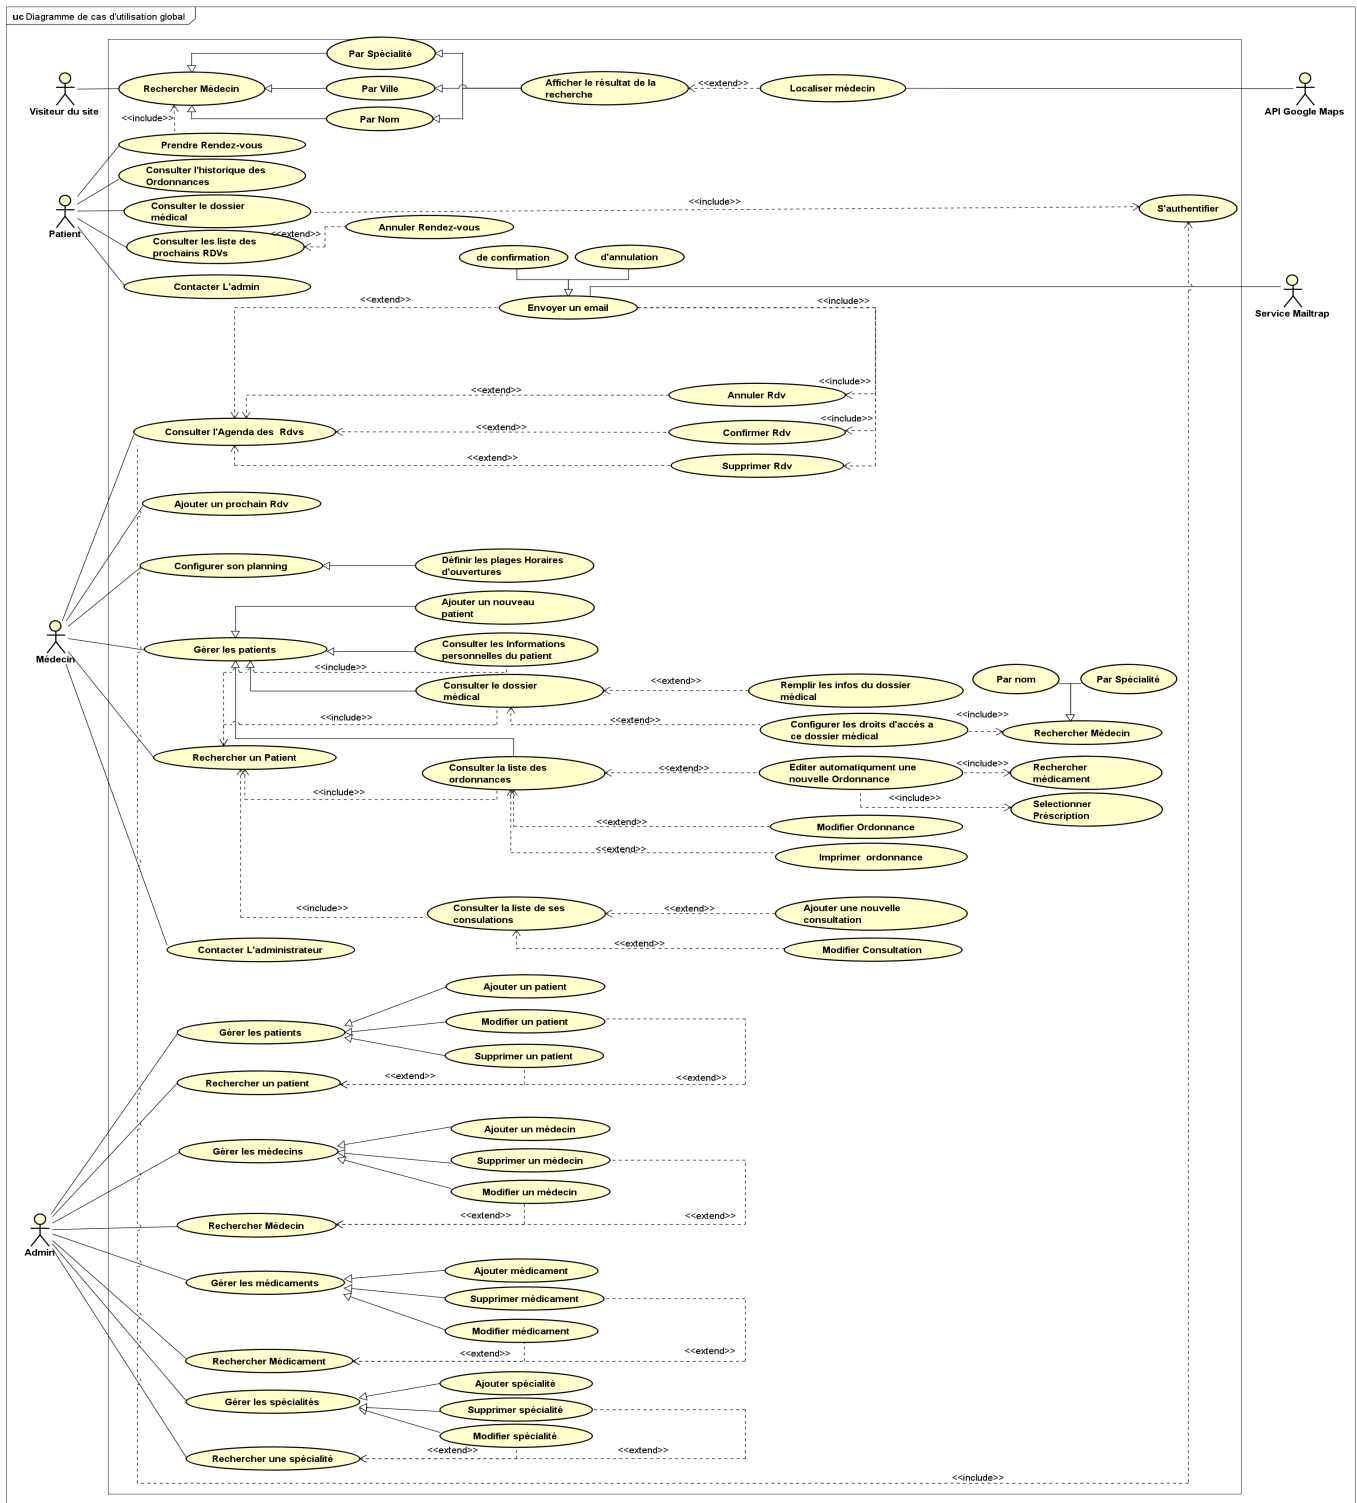 uc Diagramme de cas d'utilisation global
Par Spécialité
Rechercher Médecin
Par Ville
Afficher le résultat de la
recherche
<<extend>>
Localiser médecin
Visiteur du site
API Google Maps
<<include>>
Par Nom
Prendre Rendez-vous
Consulter l'historique des
Ordonnances
Consulter le dossier
médical
<<include>>
S'authentifier
Patient
Consulter les liste des
prochains RDVs
<<extend>>
Annuler Rendez-vous
de confirmation
d'annulation
Contacter L'admin
<<extend>>
Envoyer un email
<<include>>
Service Mailtrap
<<extend>>
Annuler Rdv
<<include>>
Consulter l'Agenda des  Rdvs
<<extend>>
Confirmer Rdv
<<include>>
<<extend>>
Supprimer Rdv
Ajouter un prochain Rdv
Configurer son planning
Définir les plages Horaires
d'ouvertures
Ajouter un nouveau
patient
Médecin
Gérer les patients
Consulter les Informations
personnelles du patient
<<include>>
Consulter le dossier
médical
<<extend>>
Remplir les infos du dossier
médical
Par nom
Par Spécialité
<<include>>
<<extend>>
Configurer les droits d'accés a
ce dossier médical
<<include>>
Rechercher Médecin
Rechercher un Patient
Consulter la liste des
ordonnances
<<extend>>
Editer automatiqument une
nouvelle Ordonnance
<<include>>
Rechercher
médicament
<<include>>
<<include>>
Selectionner
Préscription
<<extend>>
Modifier Ordonnance
<<extend>>
Imprimer  ordonnance
<<include>>
Consulter la liste de ses
consulations
<<extend>>
Ajouter une nouvelle
consultation
<<extend>>
Modifier Consultation
Contacter L'administrateur
Ajouter un patient
Gérer les patients
Modifier un patient
Supprimer un patient
Rechercher un patient
<<extend>>
<<extend>>
Ajouter un médecin
Gérer les médecins
Supprimer un médecin
Modifier un médecin
Rechercher Médecin
<<extend>>
<<extend>>
Admin
Ajouter médicament
Gérer les médicaments
Supprimer médicament
Modifier médicament
Rechercher Médicament
<<extend>>
<<extend>>
Ajouter spécialité
Gérer les spécialités
Supprimer spécialité
Modifier spécialité
Rechercher une spécialité
<<extend>>
<<extend>>
<<include>>